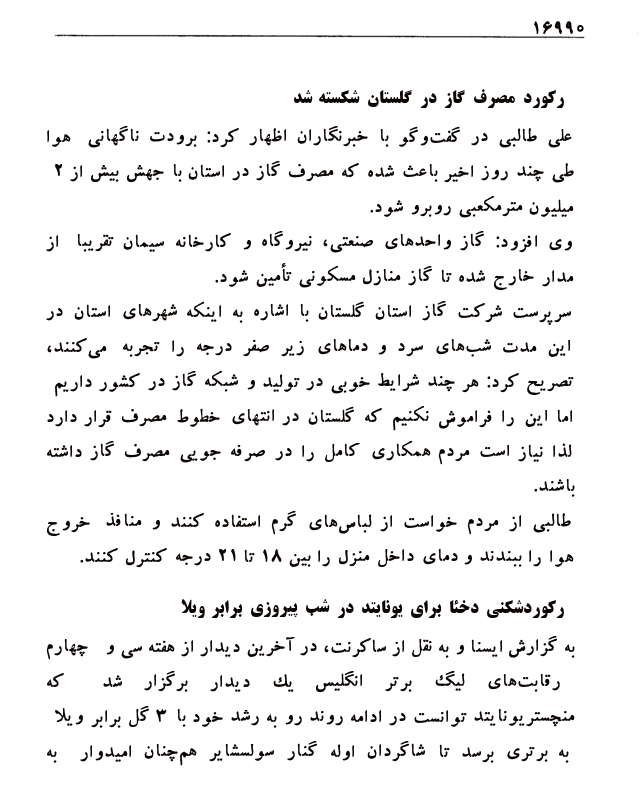 ۱۶۹۹۰
رکورد مصرف گاز در گلستان شکسته شد
علی طالبی در گفت‌وگو با خبرنگاران اظهار کرد: برودت ناگهانی هوا
طی چند روز اخیر باعث شده که مصرف گاز در استان با جهش بیش از ۲
میلیون مترمکعبی روبرو شود.
وی افزود: گاز واحدهای صنعتی، نیروگاه و کارخانه سیمان تقریبا از
مدار خارج شده تا گاز منازل مسکونی تأمین شود.
سرپرست شرکت گاز استان گلستان با اشاره به اینکه شهرهای استان در
این مدت شب‌های سرد و دماهای زیر صفر درجه را تجربه می‌کنند،
تصریح کرد: هر چند شرایط خوبی در تولید و شبکه گاز در کشور داریم
اما این را فراموش نکنیم که گلستان در انتهای خطوط مصرف قرار دارد
لذا نیاز است مردم همکاری کامل را در صرفه جویی مصرف گاز داشته
باشند.
طالبی از مردم خواست از لباس‌های گرم استفاده کنند و منافذ خروج
هوا را ببندند و دمای داخل منزل را بین ۱۸ تا ۲۱ درجه کنترل کنند.
رکوردشکنی دخئا برای یونایتد در شب پیروزی برابر ویلا
به گزارش ایسنا و به نقل از ساکرنت، در آخرین دیدار از هفته سی و چهارم
رقابت‌های لیگ برتر انگلیس یك دیدار برگزار شد که
منچستریونایتد توانست در ادامه روند رو به رشد خود با ۳ گل برابر ویلا
به برتری برسد تا شاگردان اوله گنار سولسشایر هم‌چنان امیدوار به